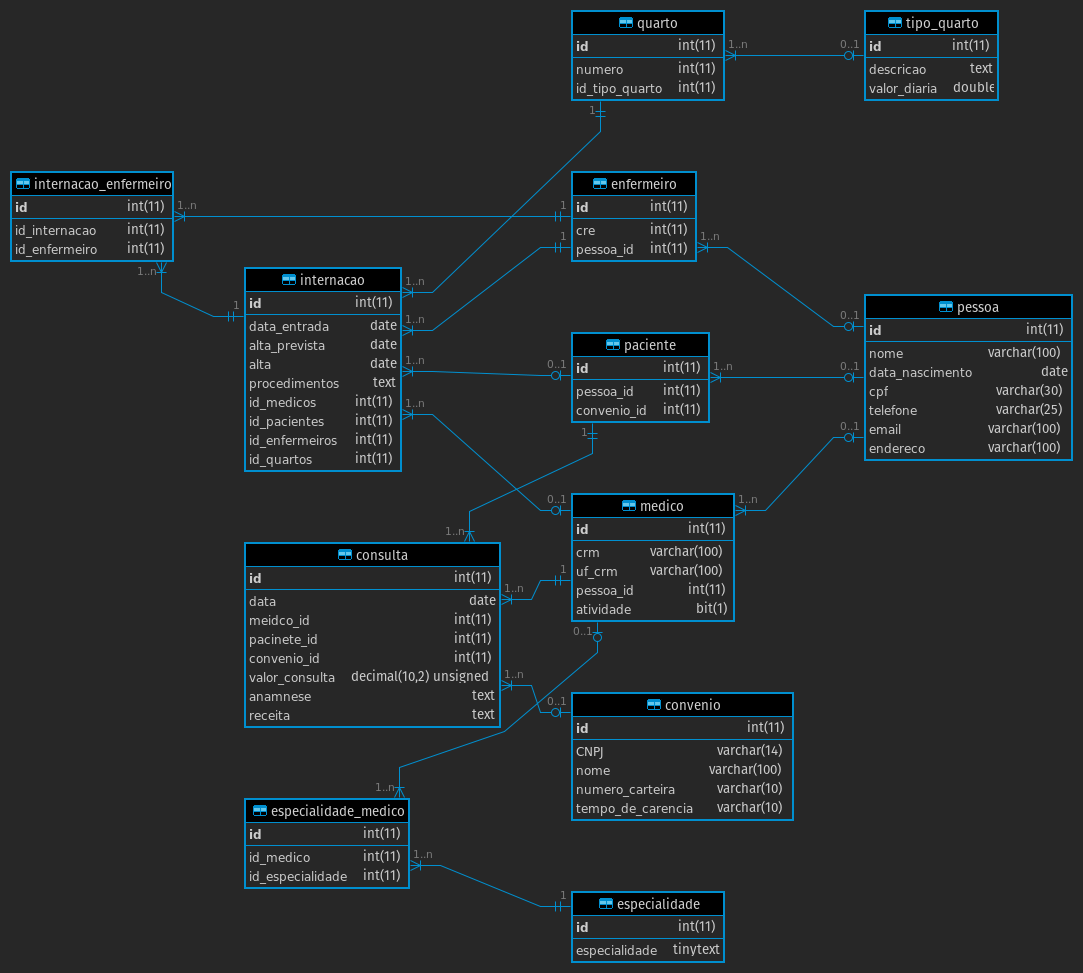 quarto
id int(11)
numero int(11)
id_tipo_quarto int(11)
1..n
0..1
tipo_quarto
id int(11)
descricao text
valor_diaria double
1
internacao_enfermeiro
id int(11)
id_internacao int(11)
id_enfermeiro int(11)
1..n
1
enfermeiro
id int(11)
cre int(11)
pessoa_id int(11)
1
1..n
1..n
1
internacao
id int(11)
data_entrada date
alta_prevista date
alta date
procedimentos text
id_medicos int(11)
id_pacientes int(11)
id_enfermeiros int(11)
id_quartos int(11)
1..n
1..n
1..n
1..n
0..1
paciente
id int(11)
pessoa_id int(11)
convenio_id int(11)
1..n
1
0..1
0..1
0..1
pessoa
id int(11)
nome varchar(100)
data_nascimento date
cpf varchar(30)
telefone varchar(25)
email varchar(100)
endereco varchar(100)
0..1
medico
id int(11)
crm varchar(100)
uf_crm varchar(100)
pessoa_id int(11)
atividade bit(1)
1..n
1
0..1
1..n
consulta
id int(11)
data date
meidco_id int(11)
pacinete_id int(11)
convenio_id int(11)
valor_consulta decimal(10,2) unsigned
anamnese text
receita text
1..n
1..n
0..1
convenio
id int(11)
CNPJ varchar(14)
nome varchar(100)
numero_carteira varchar(10)
tempo_de_carencia varchar(10)
1..n
especialidade_medico
id int(11)
id_medico int(11)
id_especialidade int(11)
1..n
1
especialidade
id int(11)
especialidade tinytext